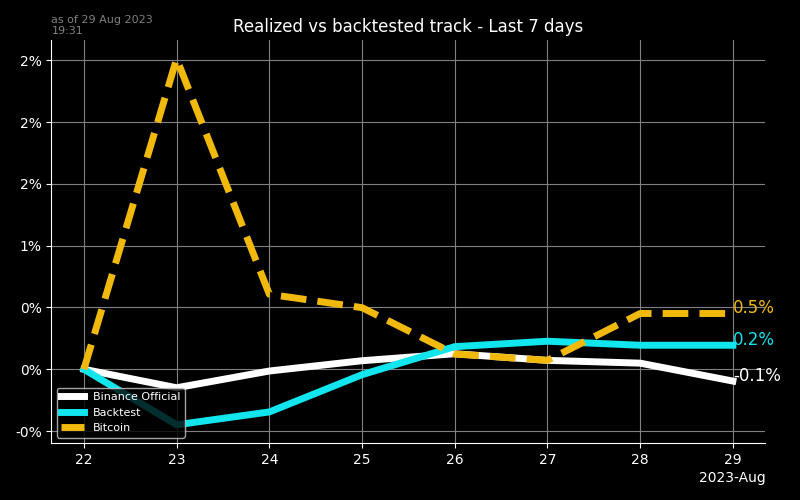 as of 29 Aug 2023
19:31
Realized vs backtested track - Last 7 days
2%
2%
2%
1%
0%
0%
-0%
0.5%
0.2%
-0.1%
Binance Official
Backtest
Bitcoin
22 23 24 25 26 27 28 29
2023-Aug